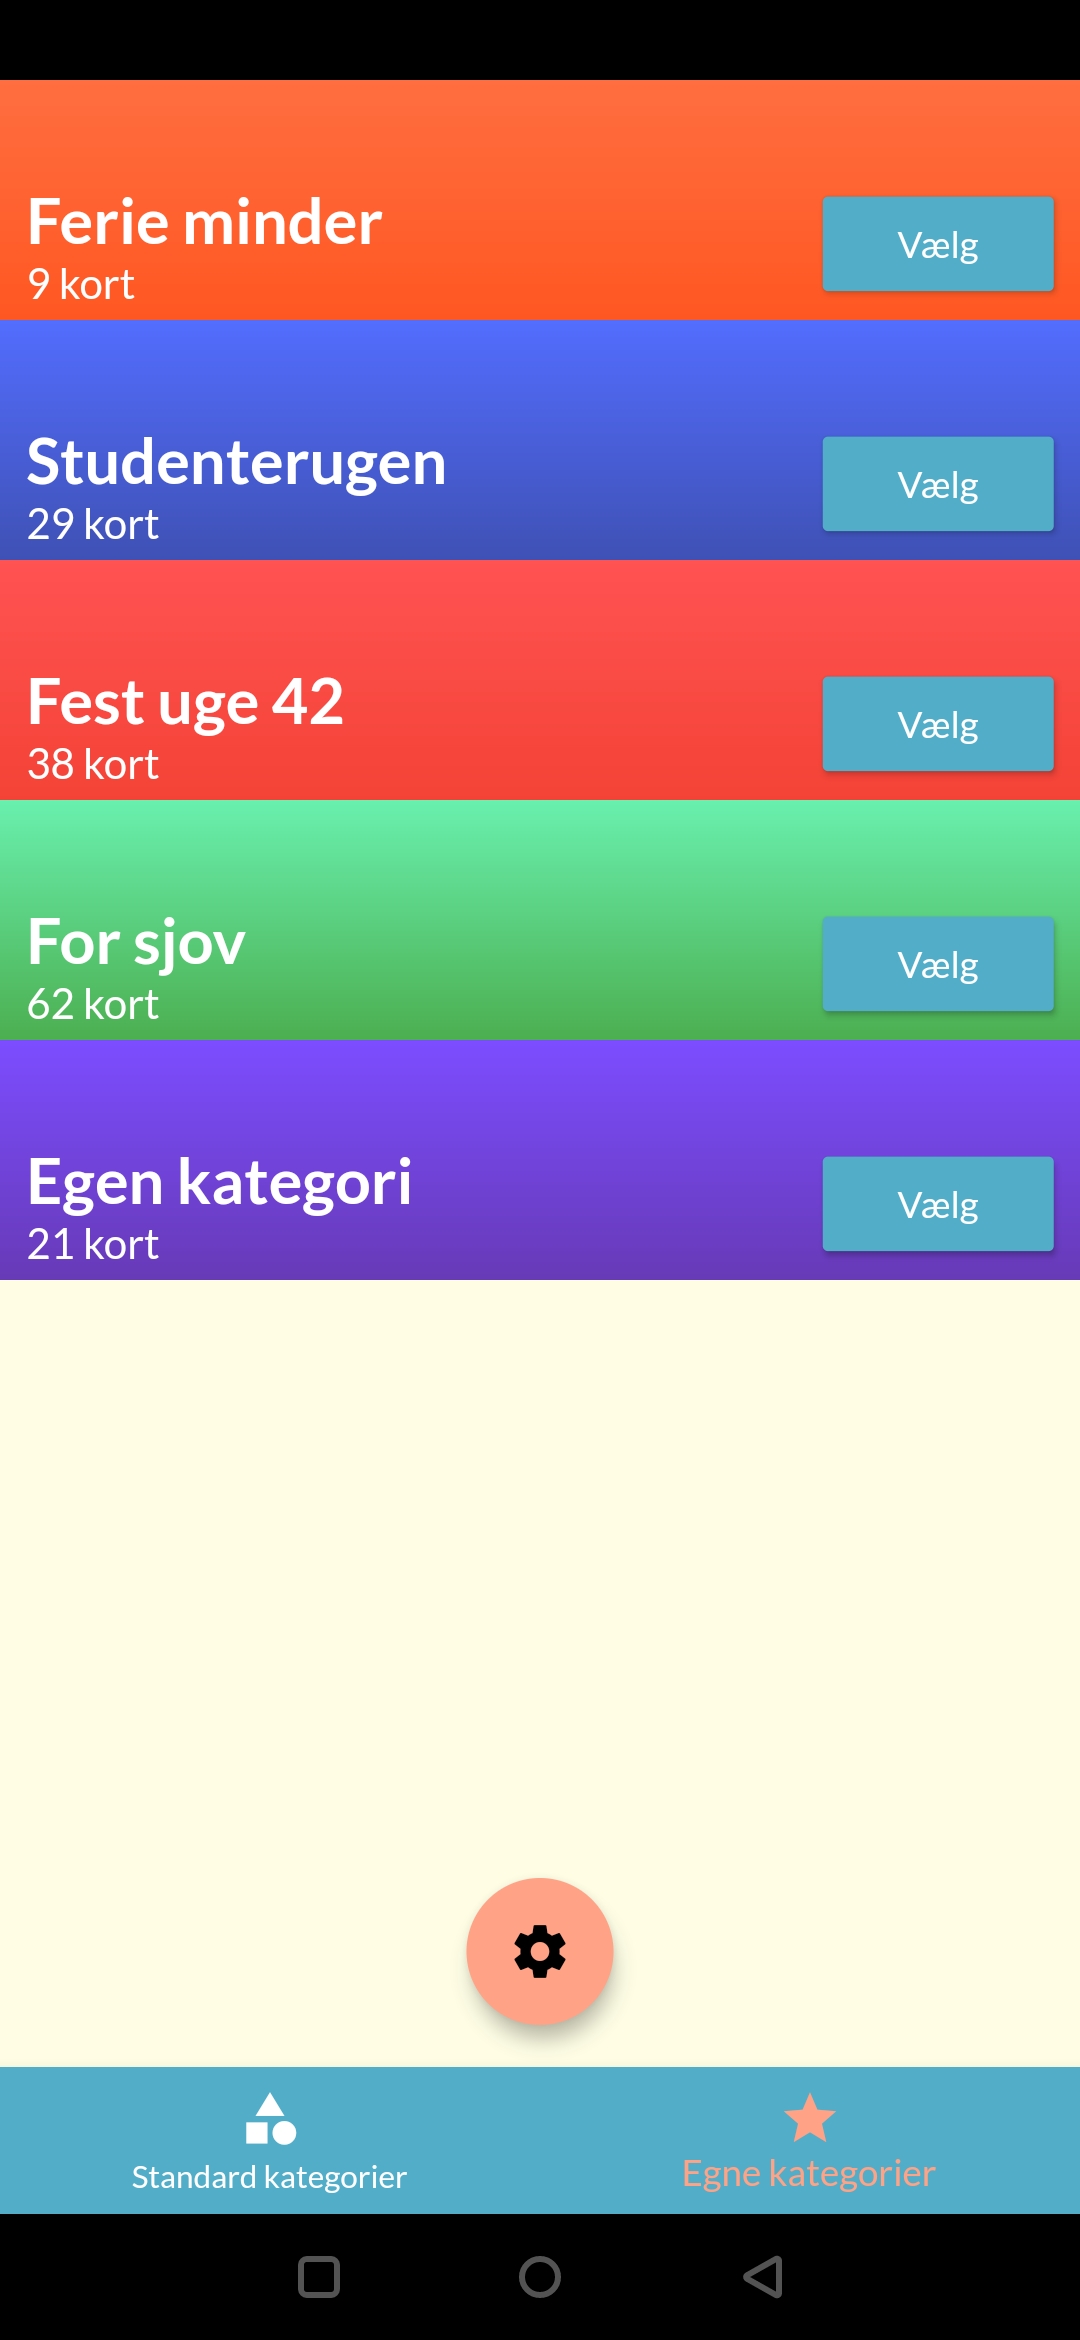 Ferie minder
9 kort
Vælg
Studenterugen
29 kort
Vælg
Fest uge 42
38 kort
Vælg
For sjov
62 kort
Vælg
Egen kategori
21 kort
Vælg
Standard kategorier
Egne kategorier